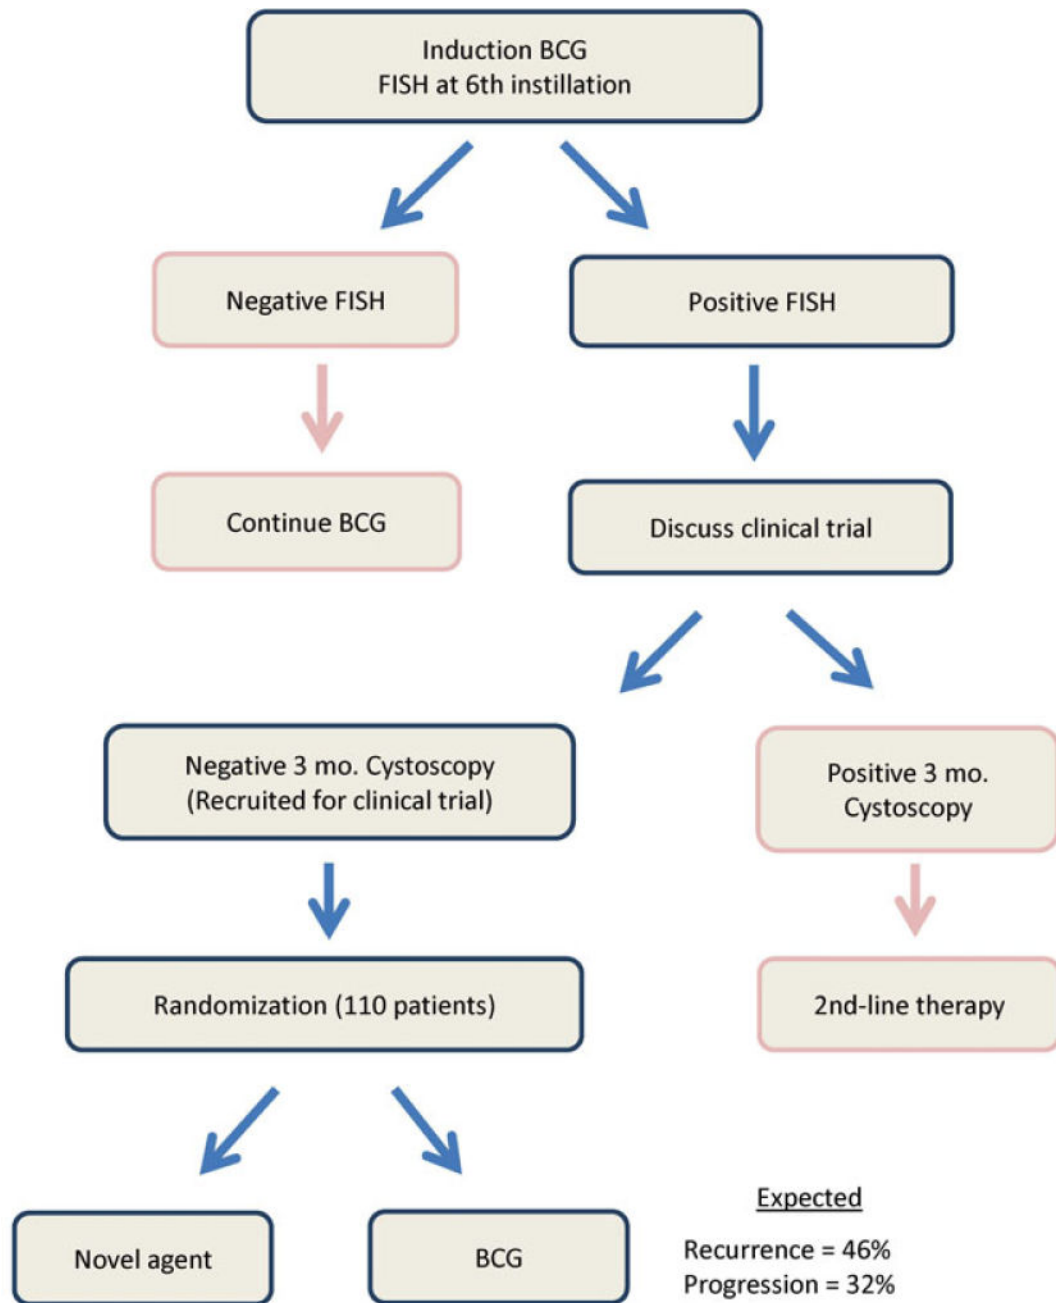 Induction BCG
FISH at 6th instillation
Negative FISH
Positive FISH
Continue BCG
Discuss clinical trial
Negative 3 mo. Cystoscopy
(Recruited for clinical trial)
Positive 3 mo.
Cystoscopy
Randomization (110 patients)
2nd-line therapy
Novel agent
BCG
Expected
Recurrence = 46%
Progression = 32%